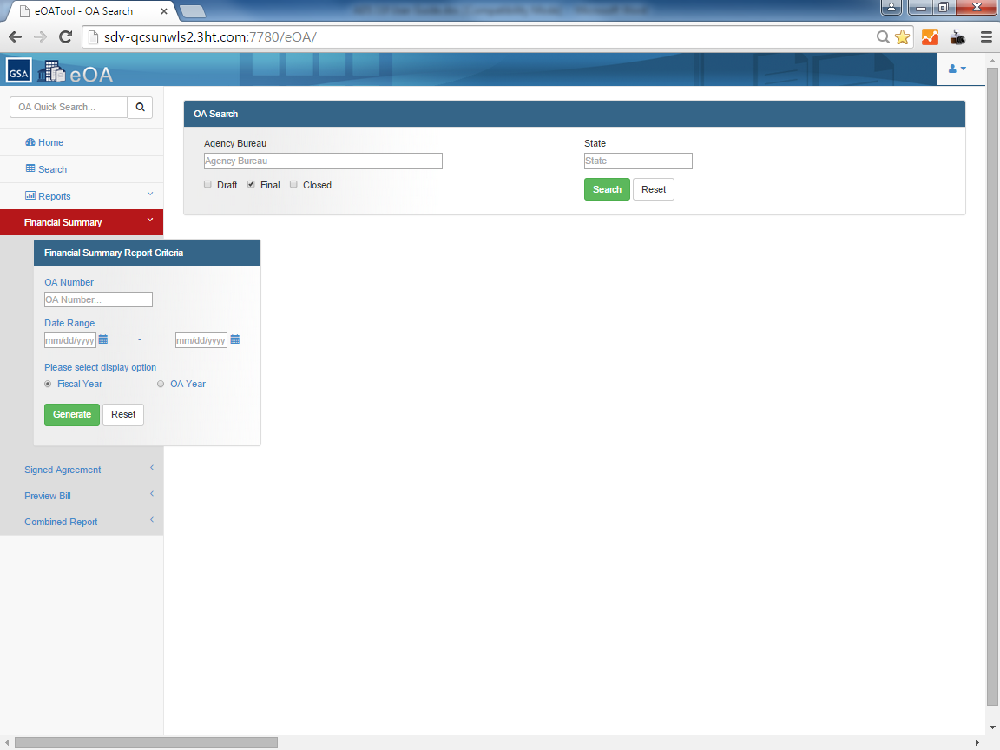 eOATool - OA Search
sdv-qcsunwls2.3ht.com:7780/eOA/
GSA eOA
OA Quick Search...
Home
Search
Reports
Financial Summary
Financial Summary Report Criteria
OA Number
OA Number...
Date Range
mm/dd/yyyy - mm/dd/yyyy
Please select display option
Fiscal Year OA Year
Generate Reset
Signed Agreement
Preview Bill
Combined Report
OA Search
Agency Bureau State
Agency Bureau State
Draft Final Closed Search Reset